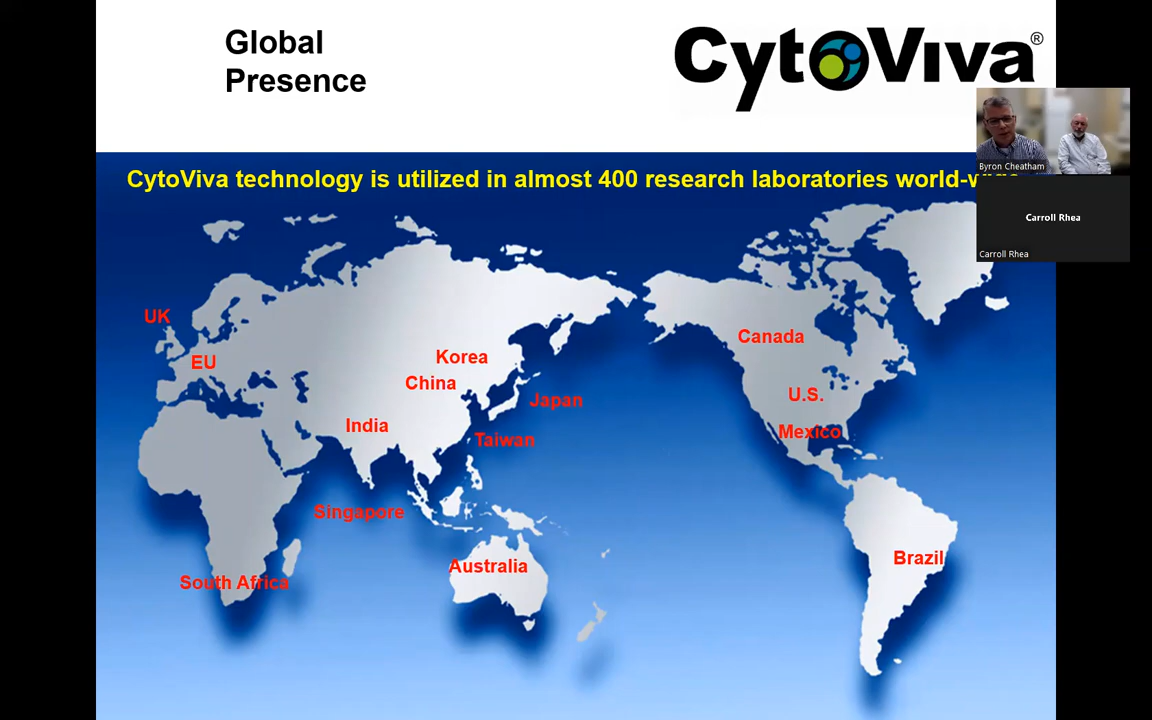 Global
Presence
CytoViva®
Byron Cheatham
Carroll Rhea
Carroll Rhea
CytoViva technology is utilized in almost 400 research laboratories world-
UK
EU
Korea
China
Japan
India
Taiwan
Singapore
South Africa
Australia
Canada
U.S.
Mexico
Brazil